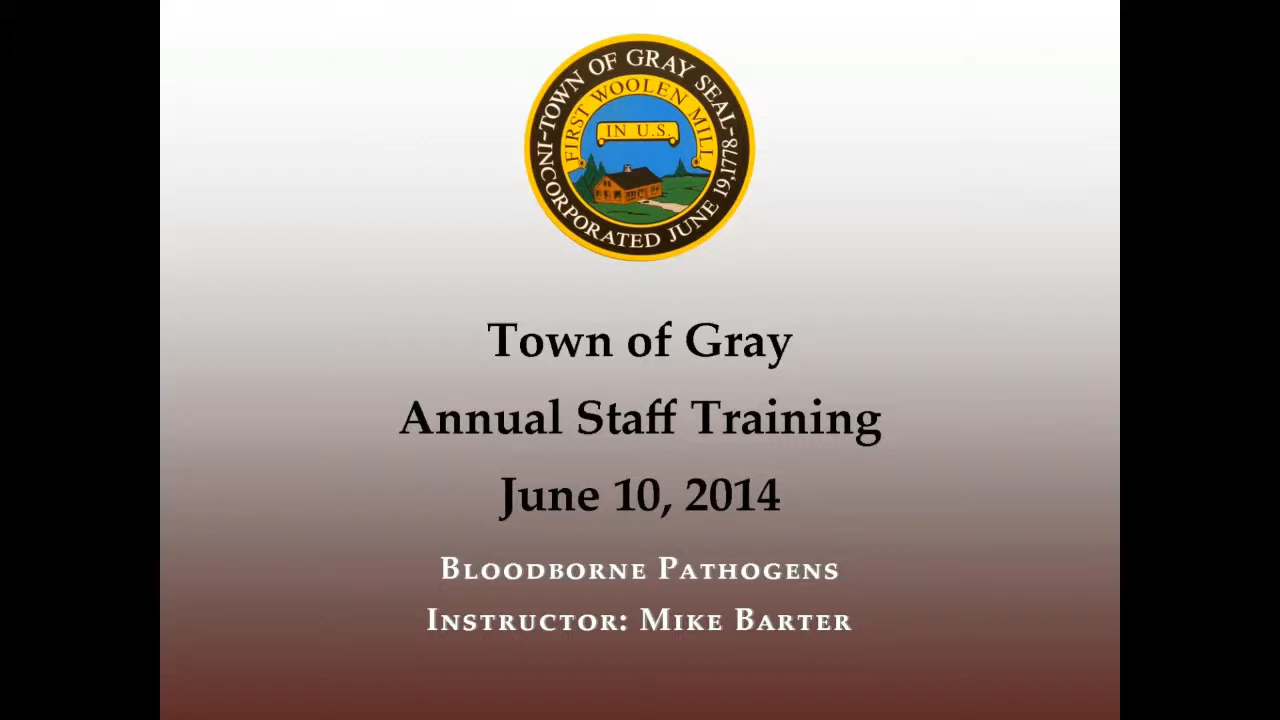 TOWN OF GRAY SEAL-
INCORPORATED JUNE 19,1778
FIRST WOOLEN MILL
IN U.S.
Town of Gray
Annual Staff Training
June 10, 2014
BLOODBORNE PATHOGENS
INSTRUCTOR: MIKE BARTER